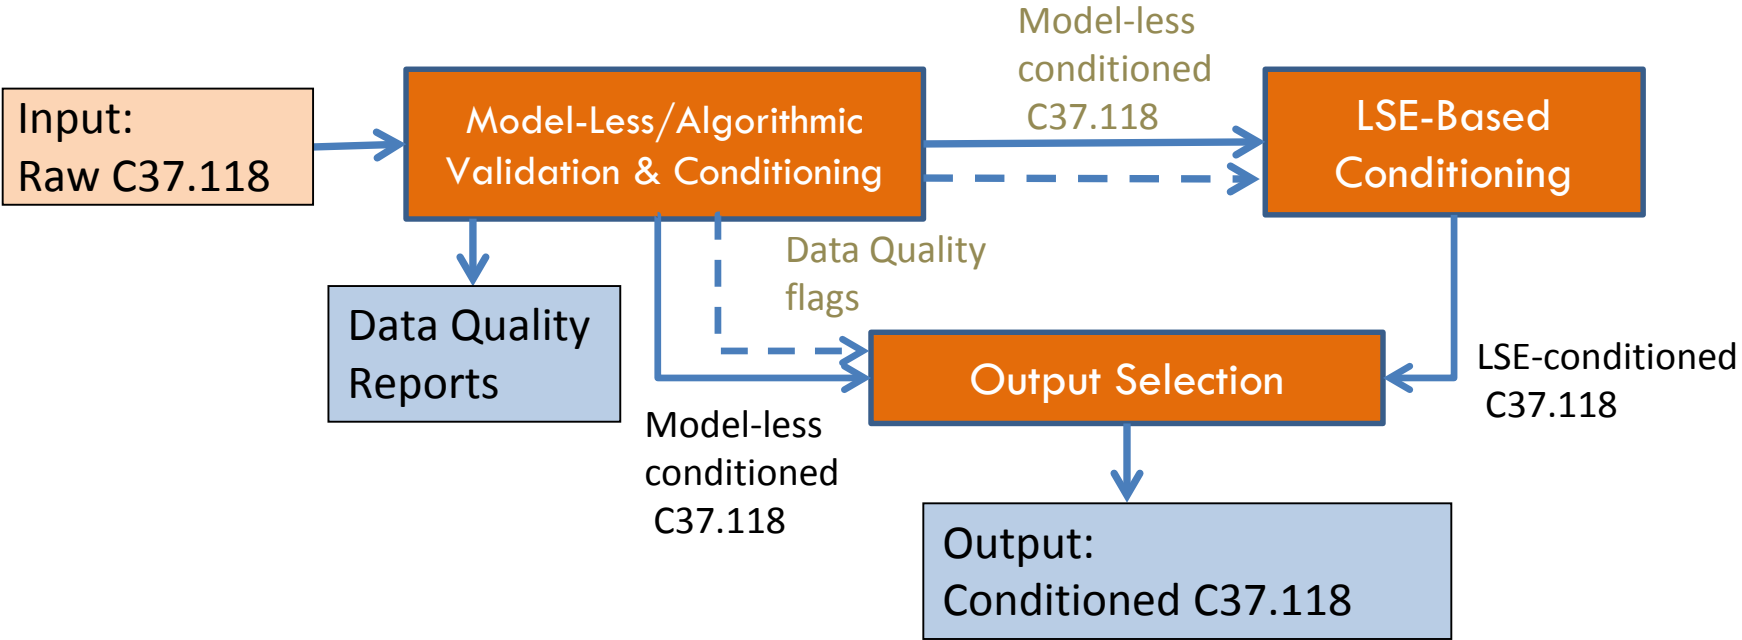 Model-less
conditioned
C37.118
Input:
Raw C37.118
Model-Less/Algorithmic
Validation & Conditioning
LSE-Based
Conditioning
Data Quality
flags
Data Quality
Reports
Output Selection
LSE-conditioned
C37.118
Model-less
conditioned
C37.118
Output:
Conditioned C37.118